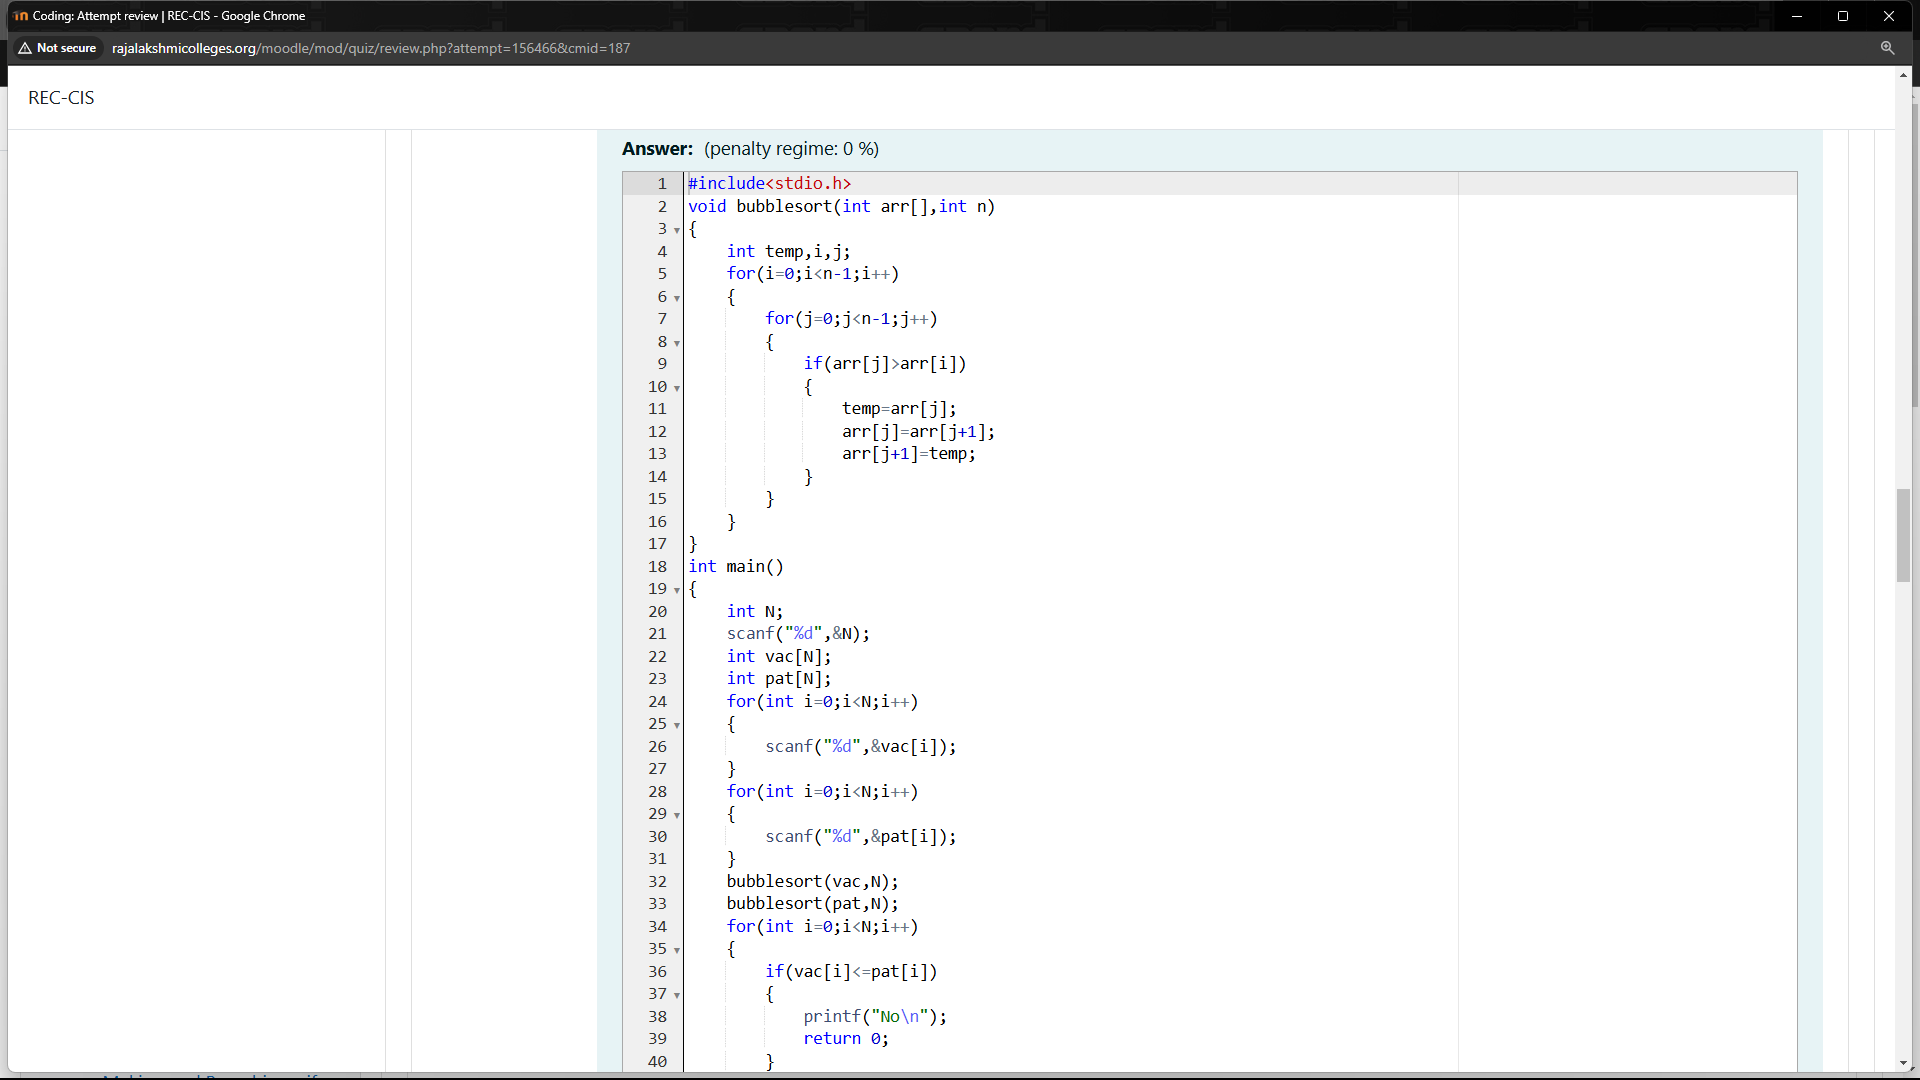 Coding: Attempt review | REC-CIS - Google Chrome
Not secure rajalakshmicolleges.org/moodle/mod/quiz/review.php?attempt=156466&cmid=187
REC-CIS
Answer: (penalty regime: 0 %)
1 #include<stdio.h>
2 void bubblesort(int arr[],int n)
3 {
4     int temp,i,j;
5     for(i=0;i<n-1;i++)
6     {
7         for(j=0;j<n-1;j++)
8         {
9             if(arr[j]>arr[i])
10             {
11                 temp=arr[j];
12                 arr[j]=arr[j+1];
13                 arr[j+1]=temp;
14             }
15         }
16     }
17 }
18 int main()
19 {
20     int N;
21     scanf("%d",&N);
22     int vac[N];
23     int pat[N];
24     for(int i=0;i<N;i++)
25     {
26         scanf("%d",&vac[i]);
27     }
28     for(int i=0;i<N;i++)
29     {
30         scanf("%d",&pat[i]);
31     }
32     bubblesort(vac,N);
33     bubblesort(pat,N);
34     for(int i=0;i<N;i++)
35     {
36         if(vac[i]<=pat[i])
37         {
38             printf("No\n");
39             return 0;
40         }